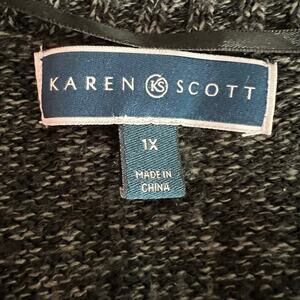 KAREN KS SCOTT
1X
MADE IN
CHINA